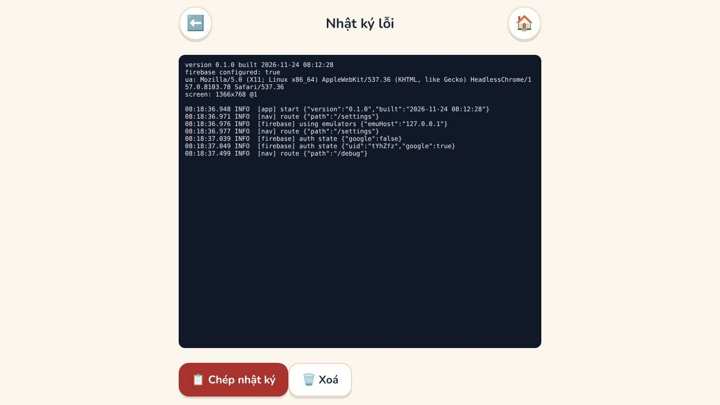 Nhật ký lỗi
version 0.1.0 built 2026-11-24 08:12:28
firebase configured: true
ua: Mozilla/5.0 (X11; Linux x86_64) AppleWebKit/537.36 (KHTML, like Gecko) HeadlessChrome/1
57.0.8103.78 Safari/537.36
screen: 1366x768 @1
08:18:36.948 INFO [app] start {"version":"0.1.0","built":"2026-11-24 08:12:28"}
08:18:36.971 INFO [nav] route {"path":"/settings"}
08:18:36.976 INFO [firebase] using emulators {"emuHost":"127.0.0.1"}
08:18:36.977 INFO [nav] route {"path":"/settings"}
08:18:37.039 INFO [firebase] auth state {"google":false}
08:18:37.049 INFO [firebase] auth state {"uid":"tYhZfz","google":true}
08:18:37.499 INFO [nav] route {"path":"/debug"}
Chép nhật ký
Xoá